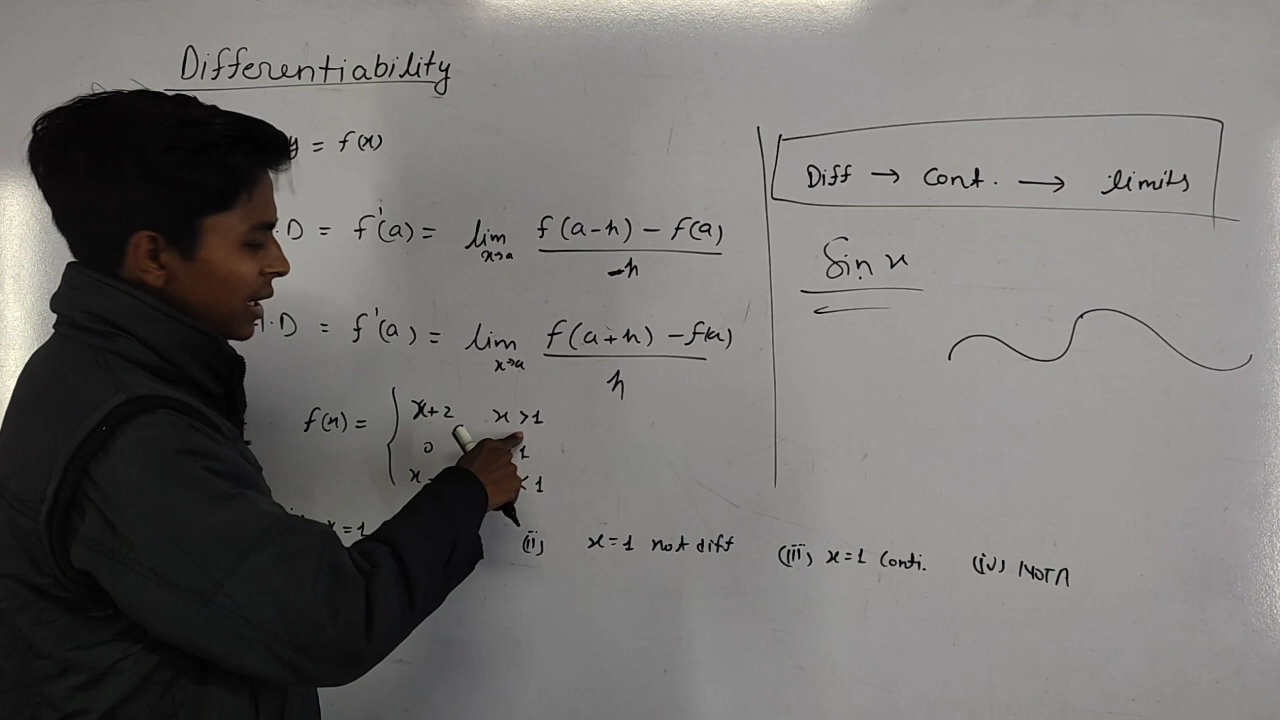 Differentiability
y = f(x)
.D = f'(a) = lim x→a f(a-h) - f(a) / -h
.D = f'(a) = lim x→a f(a+h) - f(a) / h
f(x) = { x+2 x>1
0 1
x < 1
x=1
(ii) x=1 not diff (iii) x=1 Conti. (iv) NOTA
Diff → Cont. → limits
Sin x